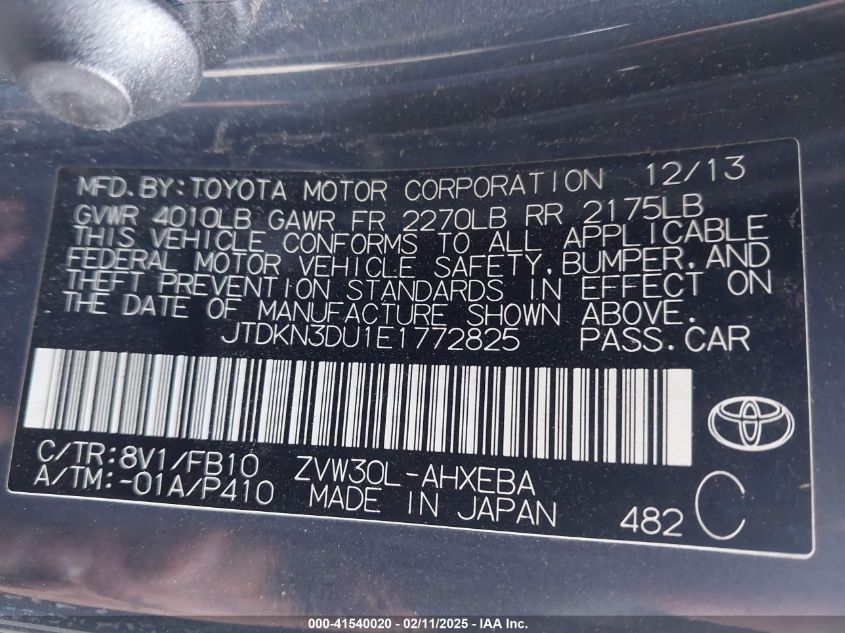 MFD.BY:TOYOTA MOTOR CORPORATION 12/13
GVWR 4010LB GAWR FR 2270LB RR 2175LB
THIS VEHICLE CONFORMS TO ALL APPLICABLE
FEDERAL MOTOR VEHICLE SAFETY,BUMPER,AND
THEFT PREVENTION STANDARDS IN EFFECT ON
THE DATE OF MANUFACTURE SHOWN ABOVE.
JTDKN3DU1E1772825 PASS.CAR
C/TR:8V1/FB10 ZVW30L-AHXEBA
A/TM:-01A/P410 MADE IN JAPAN 482 C
000-41540020 - 02/11/2025 - IAA Inc.